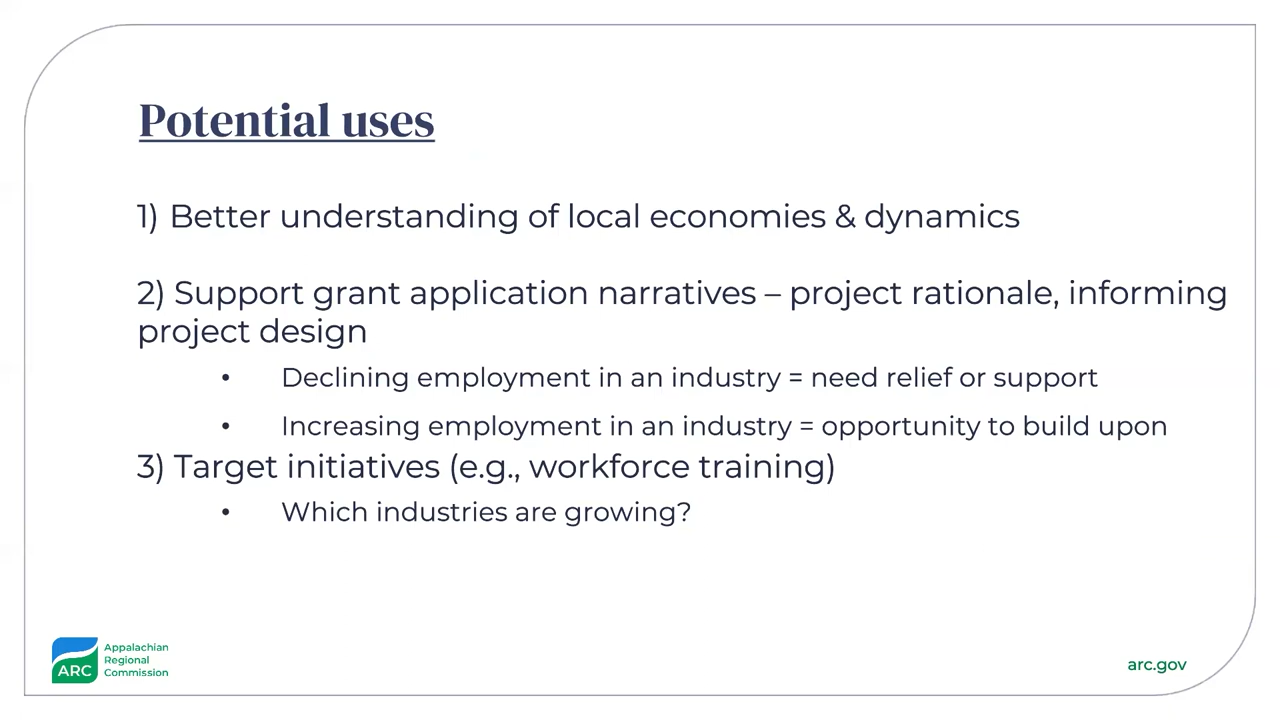 Potential uses
1) Better understanding of local economies & dynamics
2) Support grant application narratives – project rationale, informing
project design
• Declining employment in an industry = need relief or support
• Increasing employment in an industry = opportunity to build upon
3) Target initiatives (e.g., workforce training)
• Which industries are growing?
ARC
Appalachian
Regional
Commission
arc.gov